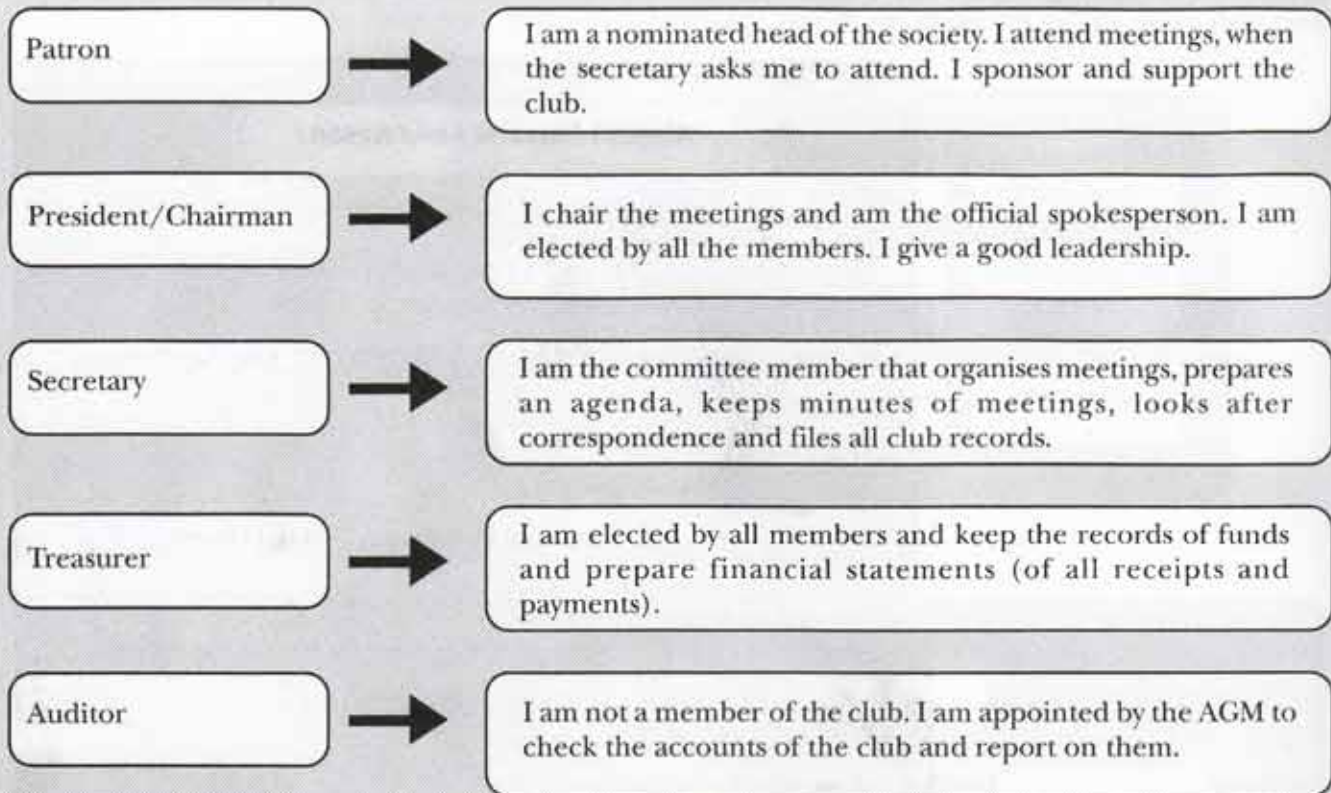 Patron
I am a nominated head of the society. I attend meetings, when
the secretary asks me to attend. I sponsor and support the
club.
President/Chairman
I chair the meetings and am the official spokesperson. I am
elected by all the members. I give a good leadership.
Secretary
I am the committee member that organises meetings, prepares
an agenda, keeps minutes of meetings, looks after
correspondence and files all club records.
Treasurer
I am elected by all members and keep the records of funds
and prepare financial statements (of all receipts and
payments).
Auditor
I am not a member of the club. I am appointed by the AGM to
check the accounts of the club and report on them.